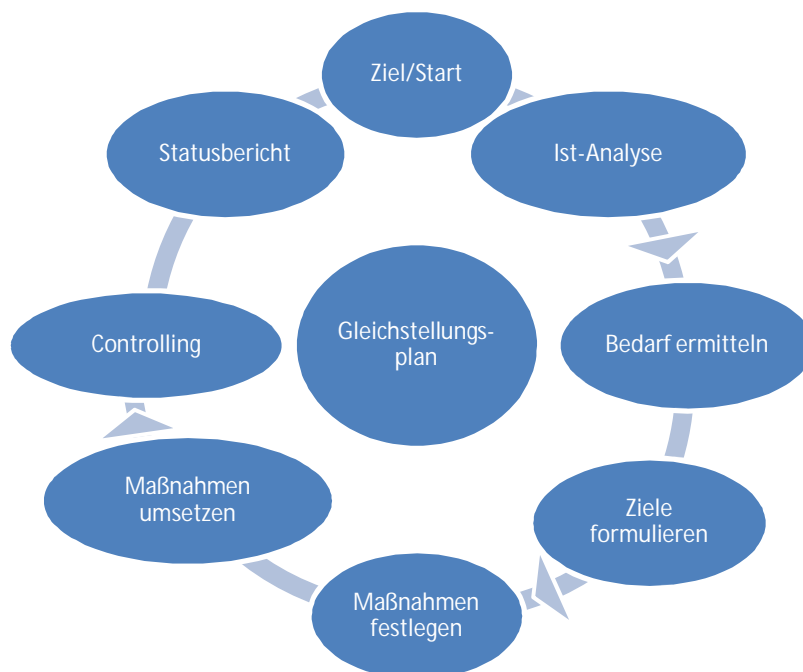 Ziel/Start
Ist-Analyse
Bedarf ermitteln
Ziele
formulieren
Maßnahmen
festlegen
Maßnahmen
umsetzen
Controlling
Statusbericht
Gleichstellungs-
plan